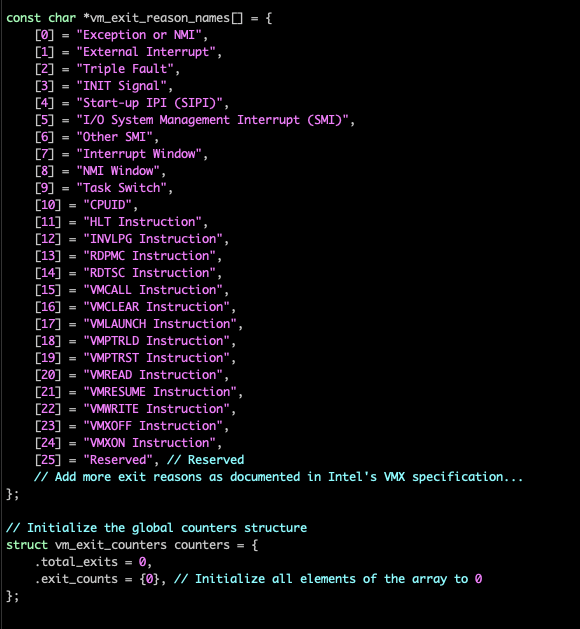 const char *vm_exit_reason_names[] = {
    [0] = "Exception or NMI",
    [1] = "External Interrupt",
    [2] = "Triple Fault",
    [3] = "INIT Signal",
    [4] = "Start-up IPI (SIPI)",
    [5] = "I/O System Management Interrupt (SMI)",
    [6] = "Other SMI",
    [7] = "Interrupt Window",
    [8] = "NMI Window",
    [9] = "Task Switch",
    [10] = "CPUID",
    [11] = "HLT Instruction",
    [12] = "INVLPG Instruction",
    [13] = "RDPMC Instruction",
    [14] = "RDTSC Instruction",
    [15] = "VMCALL Instruction",
    [16] = "VMCLEAR Instruction",
    [17] = "VMLAUNCH Instruction",
    [18] = "VMPTRLD Instruction",
    [19] = "VMPTRST Instruction",
    [20] = "VMREAD Instruction",
    [21] = "VMRESUME Instruction",
    [22] = "VMWRITE Instruction",
    [23] = "VMXOFF Instruction",
    [24] = "VMXON Instruction",
    [25] = "Reserved", // Reserved
    // Add more exit reasons as documented in Intel's VMX specification...
};

// Initialize the global counters structure
struct vm_exit_counters counters = {
    .total_exits = 0,
    .exit_counts = {0}, // Initialize all elements of the array to 0
};